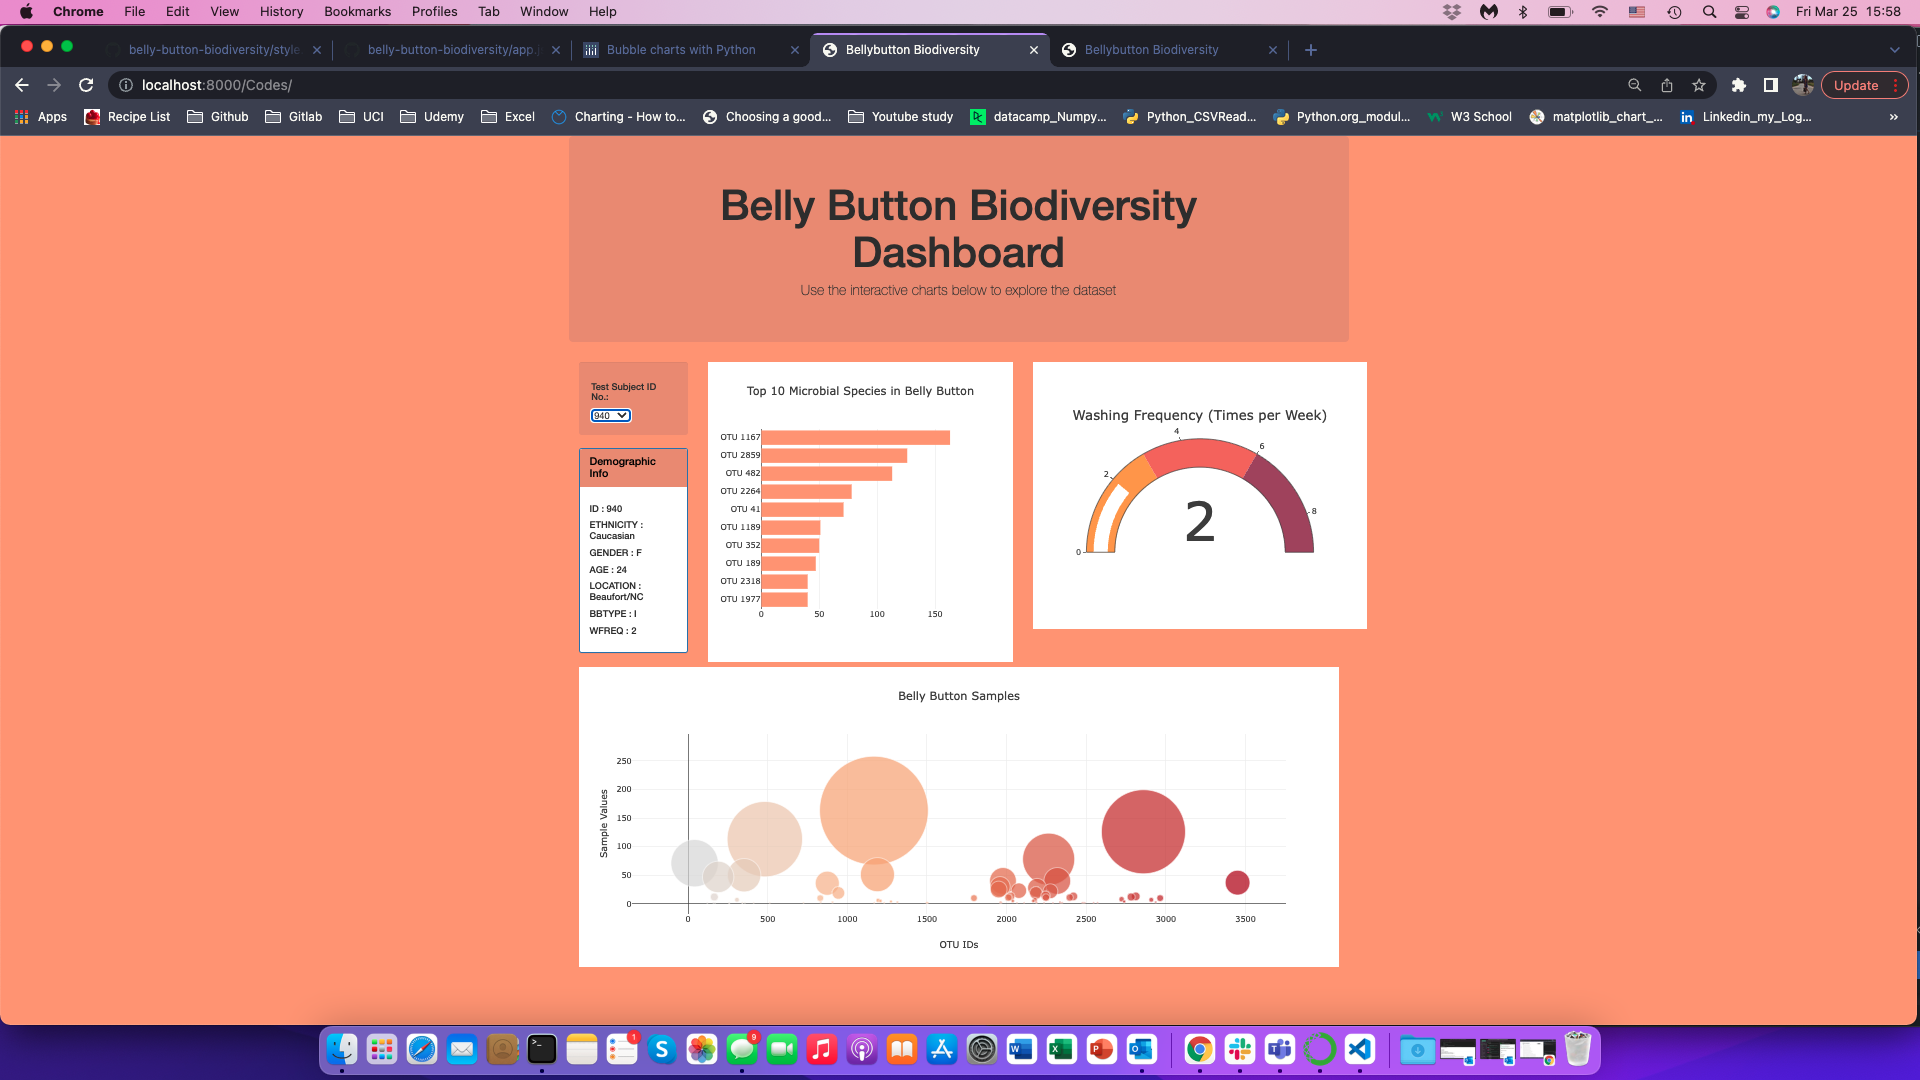 Chrome File Edit View History Bookmarks Profiles Tab Window Help Fri Mar 25 15:58
belly-button-biodiversity/style belly-button-biodiversity/app. Bubble charts with Python Bellybutton Biodiversity Bellybutton Biodiversity
localhost:8000/Codes/ Update
Apps Recipe List Github Gitlab UCI Udemy Excel Charting - How to... Choosing a good... Youtube study datacamp_Numpy... Python_CSVRead... Python.org_modul... W3 School matplotlib_chart_... Linkedin_my_Log... »
Belly Button Biodiversity
Dashboard
Use the interactive charts below to explore the dataset
Test Subject ID
No.:
940
Demographic
Info
ID : 940
ETHNICITY :
Caucasian
GENDER : F
AGE : 24
LOCATION :
Beaufort/NC
BBTYPE : I
WFREQ : 2
Top 10 Microbial Species in Belly Button
OTU 1167
OTU 2859
OTU 482
OTU 2264
OTU 41
OTU 1189
OTU 352
OTU 189
OTU 2318
OTU 1977
0 50 100 150
Washing Frequency (Times per Week)
0
2
4
6
8
2
Belly Button Samples
Sample Values
250
200
150
100
50
0
0 500 1000 1500 2000 2500 3000 3500
OTU IDs
1
9